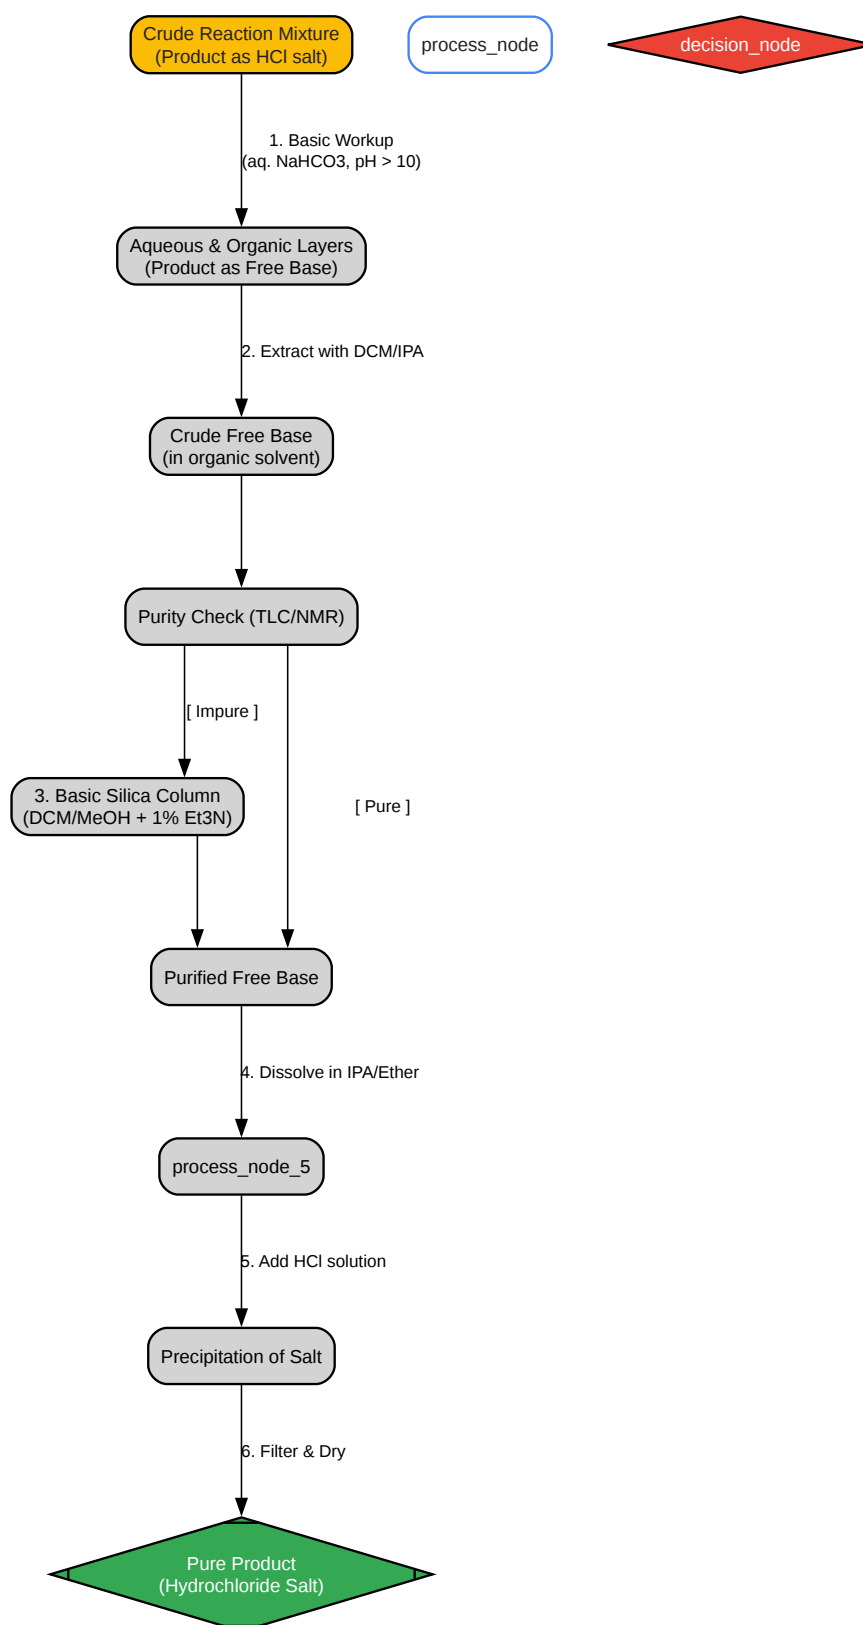 Crude Reaction Mixture
(Product as HCl salt)
process_node
decision_node
1. Basic Workup
(aq. NaHCO3, pH > 10)
Aqueous & Organic Layers
(Product as Free Base)
2. Extract with DCM/IPA
Crude Free Base
(in organic solvent)
Purity Check (TLC/NMR)
[ Impure ]
3. Basic Silica Column
(DCM/MeOH + 1% Et3N)
[ Pure ]
Purified Free Base
4. Dissolve in IPA/Ether
process_node_5
5. Add HCl solution
Precipitation of Salt
6. Filter & Dry
Pure Product
(Hydrochloride Salt)